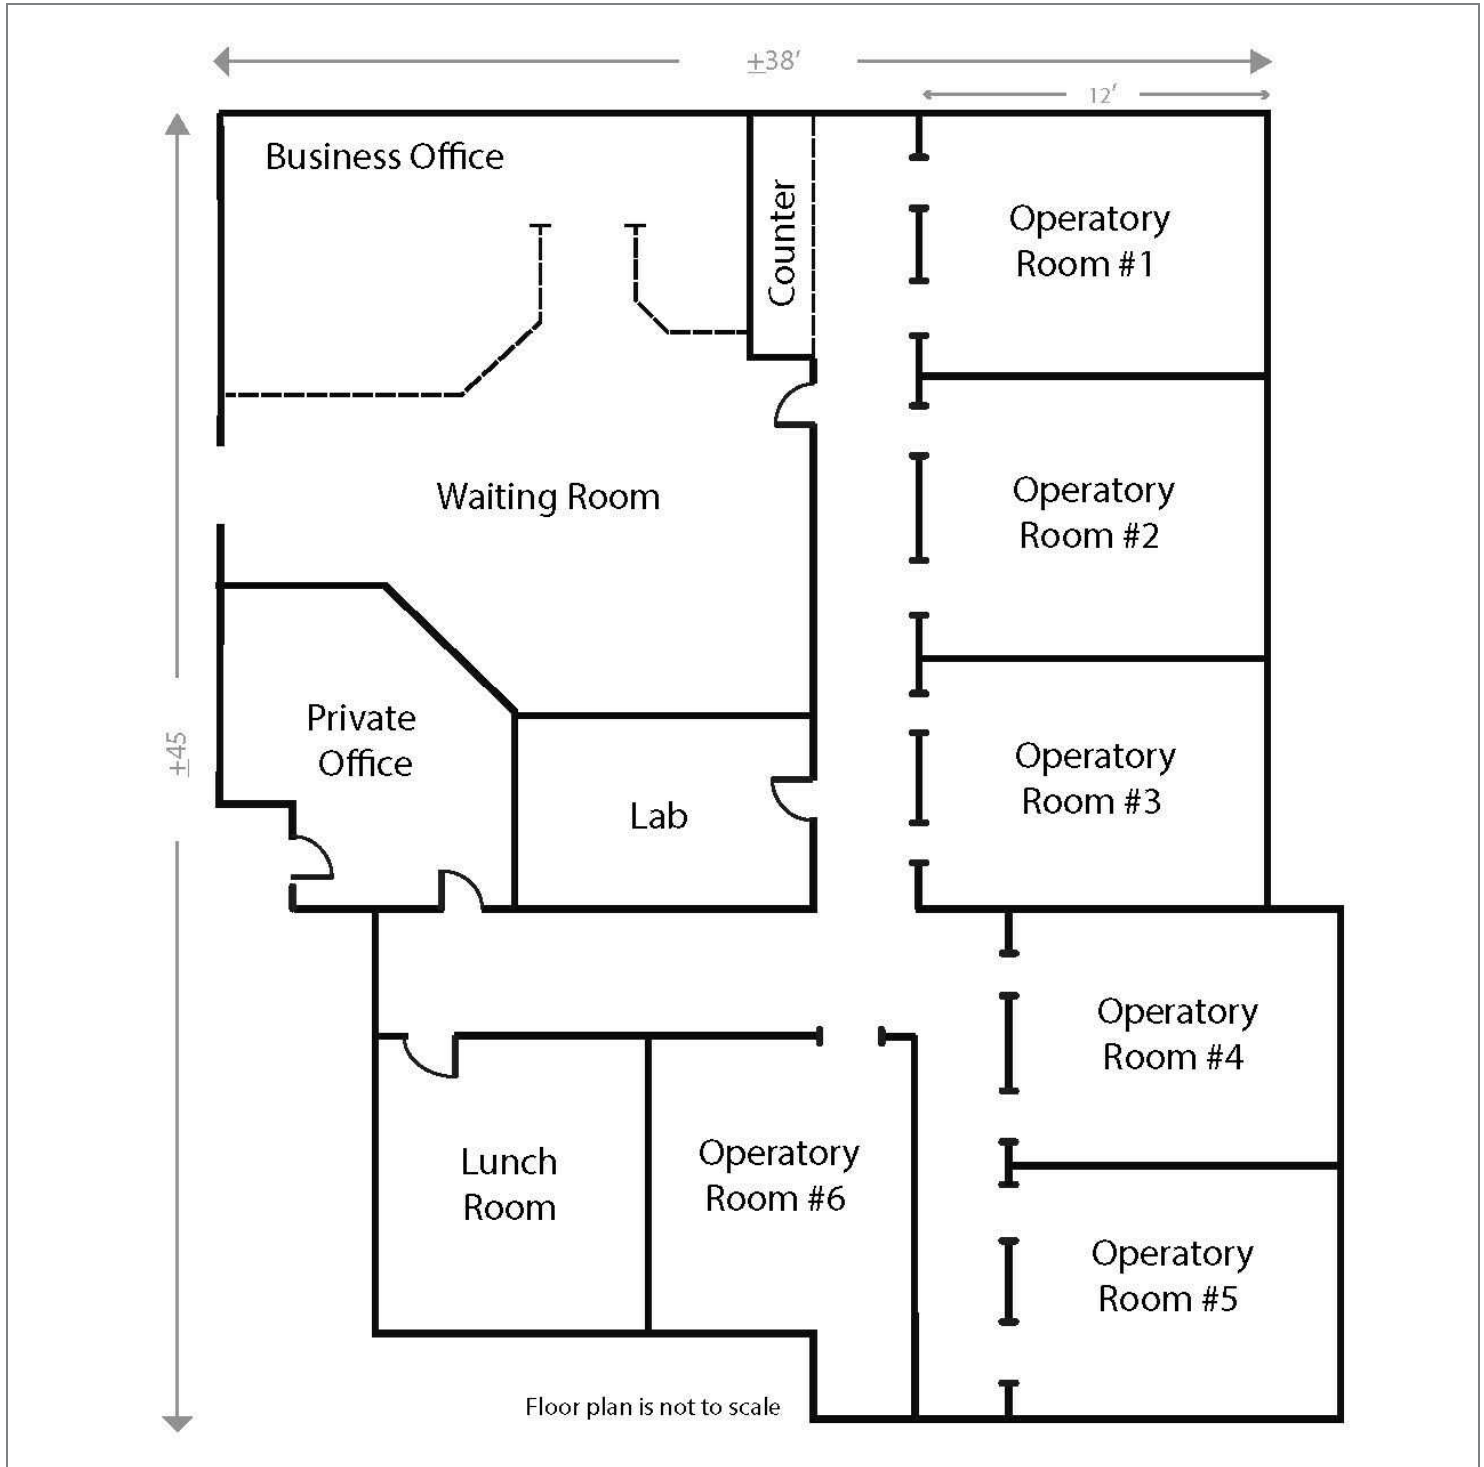 ±38'
12'
Business Office
Counter
Operatory
Room #1
Operatory
Room #2
Waiting Room
Private
Office
±45
Operatory
Room #3
Lab
Operatory
Room #4
Lunch
Room
Operatory
Room #6
Operatory
Room #5
Floor plan is not to scale